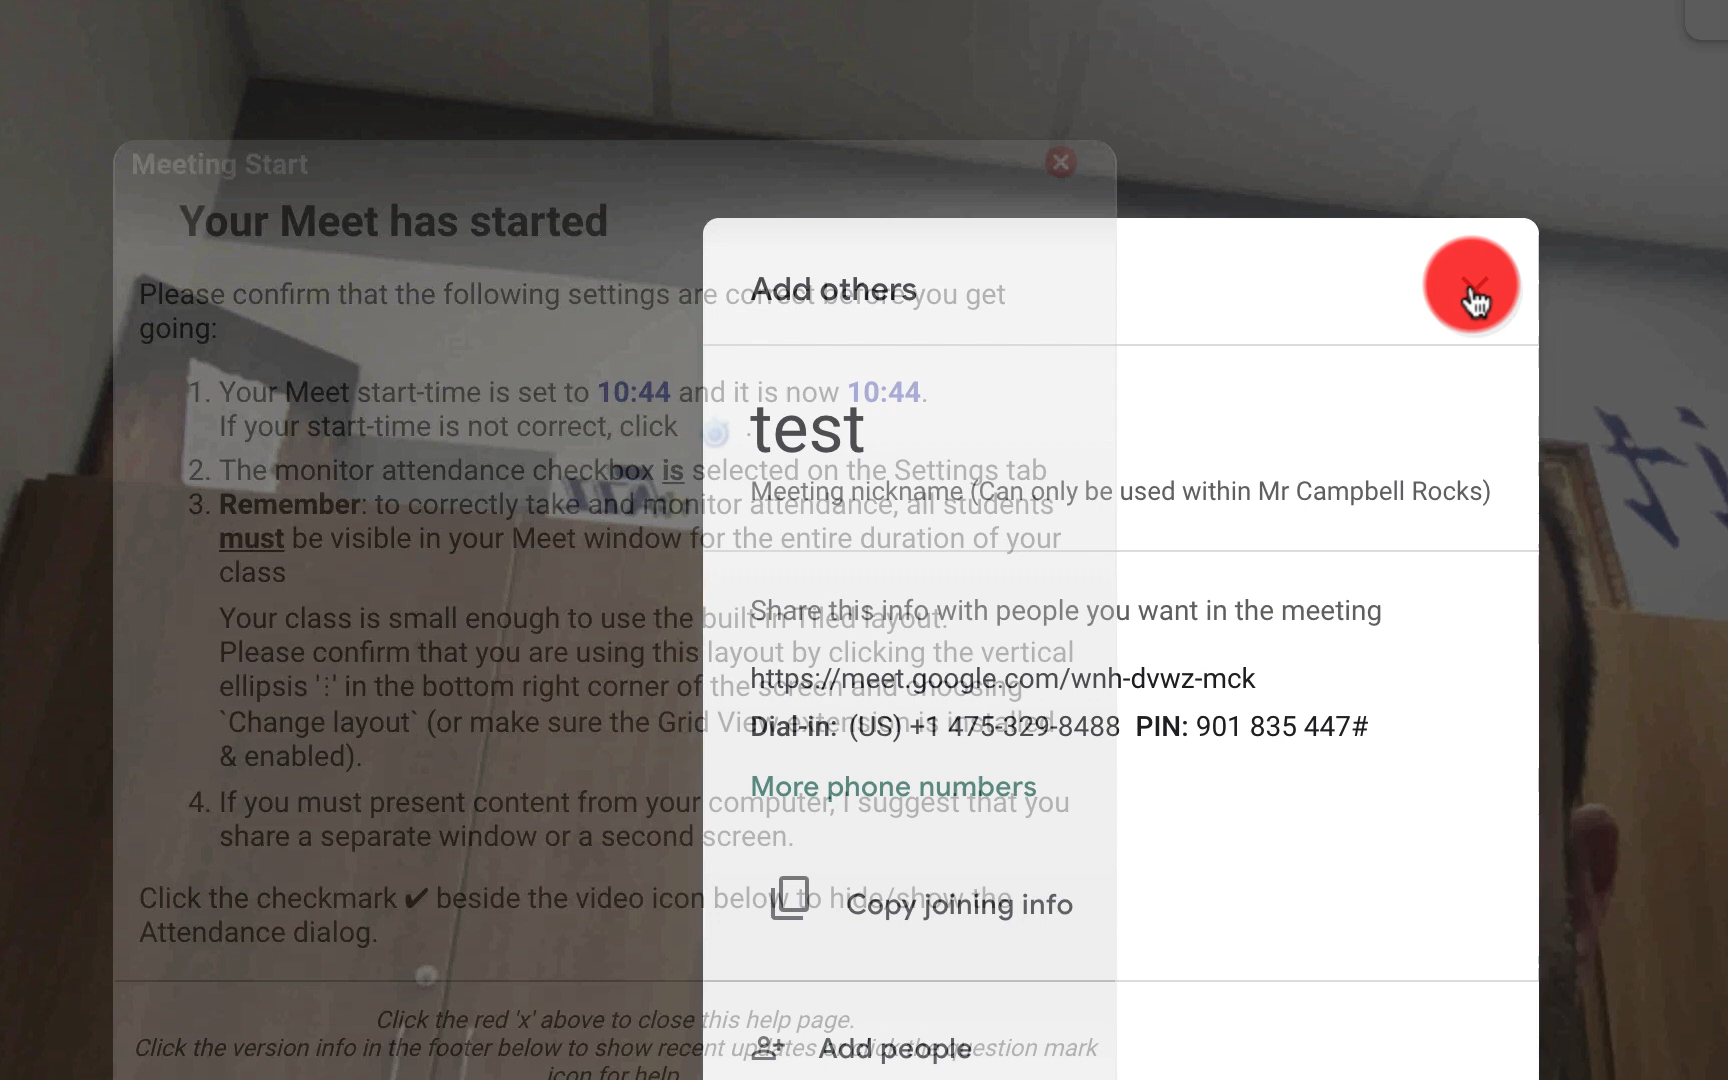 Meeting Start
Your Meet has started
Please confirm that the following settings are correct before you get
going:
1. Your Meet start-time is set to 10:44 and it is now 10:44.
If your start-time is not correct, click .
2. The monitor attendance checkbox is selected on the Settings tab
3. Remember: to correctly take and monitor attendance, all students
must be visible in your Meet window for the entire duration of your
class
Your class is small enough to use the built in Tiled layout.
Please confirm that you are using this layout by clicking the vertical
ellipsis '⋮' in the bottom right corner of the screen and choosing
`Change layout` (or make sure the Grid View extension is installed
& enabled).
4. If you must present content from your computer, I suggest that you
share a separate window or a second screen.
Click the checkmark ✔ beside the video icon below to hide/show the
Attendance dialog.
Click the red 'x' above to close this help page.
Click the version info in the footer below to show recent updates or click the question mark
icon for help
Add others
test
Meeting nickname (Can only be used within Mr Campbell Rocks)
Share this info with people you want in the meeting
https://meet.google.com/wnh-dvwz-mck
Dial-in: (US) +1 475-329-8488 PIN: 901 835 447#
More phone numbers
Copy joining info
Add people